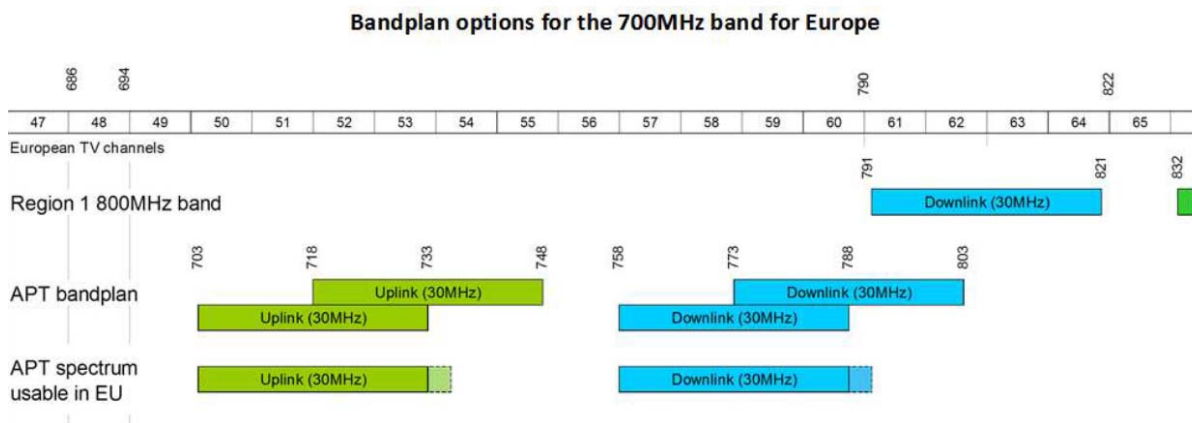 Bandplan options for the 700MHz band for Europe
686 694 790 822
47 48 49 50 51 52 53 54 55 56 57 58 59 60 61 62 63 64 65
European TV channels
791 821 832
Region 1 800MHz band Downlink (30MHz)
703 718 733 748 758 773 788 803
APT bandplan Uplink (30MHz) Downlink (30MHz)
Uplink (30MHz) Downlink (30MHz)
APT spectrum
usable in EU Uplink (30MHz) Downlink (30MHz)